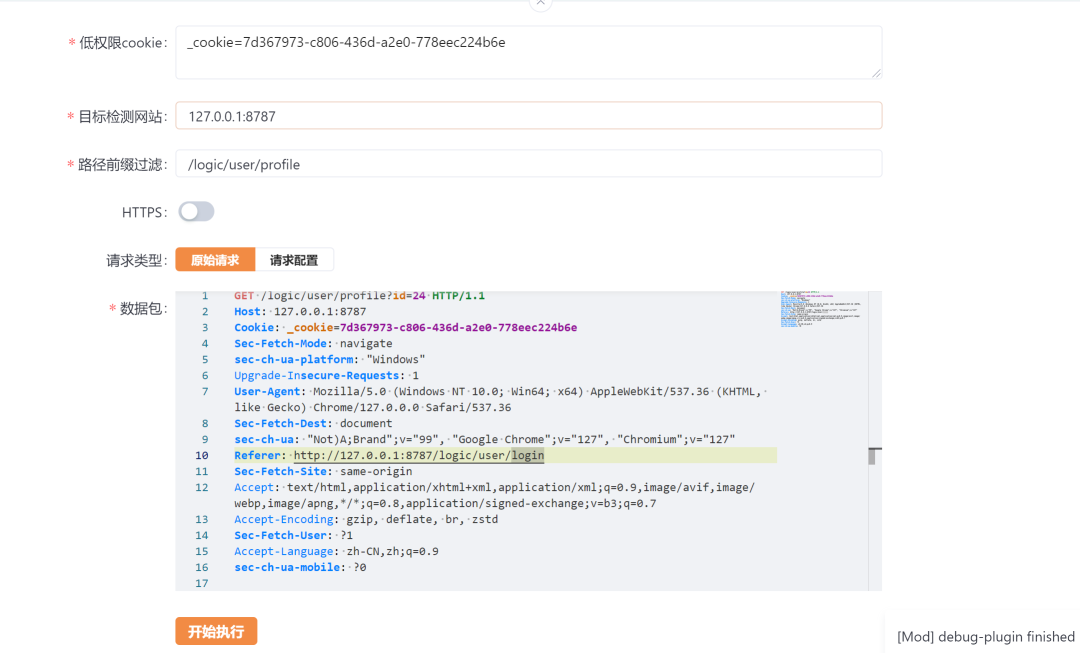 * 低权限cookie: _cookie=7d367973-c806-436d-a2e0-778eec224b6e
* 目标检测网站: 127.0.0.1:8787
* 路径前缀过滤: /logic/user/profile
HTTPS:
请求类型: 原始请求 请求配置
* 数据包:
1 GET /logic/user/profile?id=24 HTTP/1.1
2 Host: 127.0.0.1:8787
3 Cookie: _cookie=7d367973-c806-436d-a2e0-778eec224b6e
4 Sec-Fetch-Mode: navigate
5 sec-ch-ua-platform: "Windows"
6 Upgrade-Insecure-Requests: 1
7 User-Agent: Mozilla/5.0 (Windows NT 10.0; Win64; x64) AppleWebKit/537.36 (KHTML,
like Gecko) Chrome/127.0.0.0 Safari/537.36
8 Sec-Fetch-Dest: document
9 sec-ch-ua: "Not)A;Brand";v="99", "Google Chrome";v="127", "Chromium";v="127"
10 Referer: http://127.0.0.1:8787/logic/user/login
11 Sec-Fetch-Site: same-origin
12 Accept: text/html,application/xhtml+xml,application/xml;q=0.9,image/avif,image/
webp,image/apng,*/*;q=0.8,application/signed-exchange;v=b3;q=0.7
13 Accept-Encoding: gzip, deflate, br, zstd
14 Sec-Fetch-User: ?1
15 Accept-Language: zh-CN,zh;q=0.9
16 sec-ch-ua-mobile: ?0
17
开始执行
[Mod] debug-plugin finished